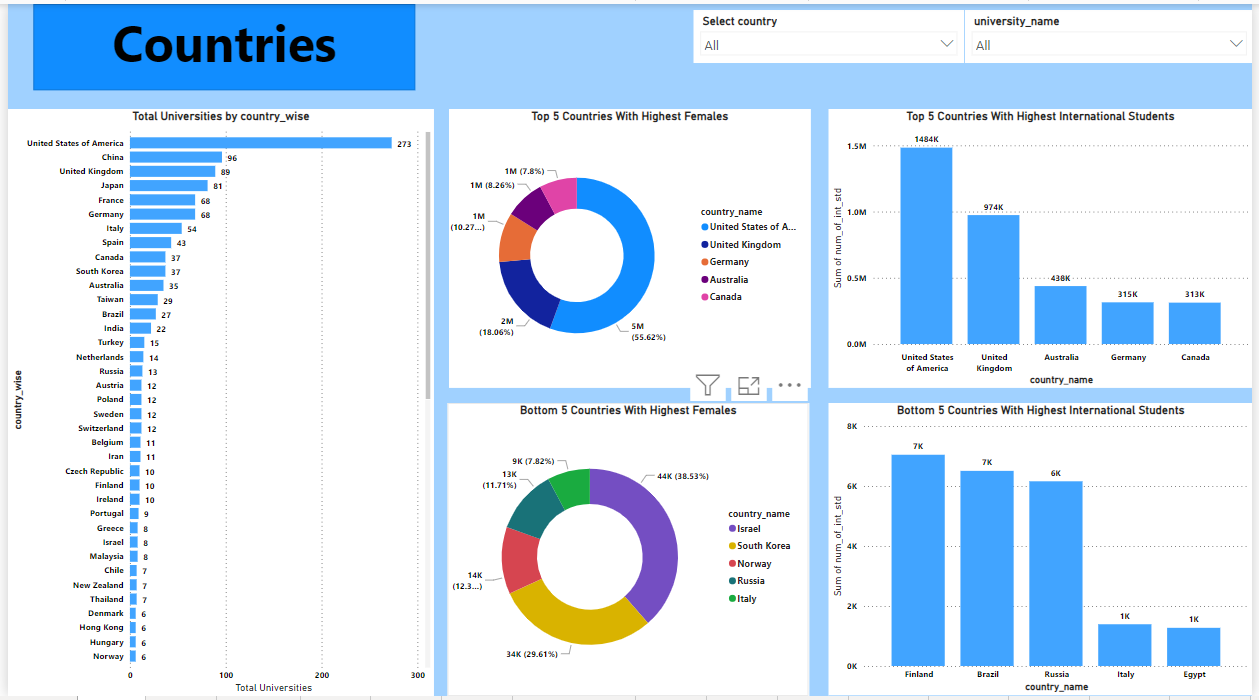 Countries
Select country
All
university_name
All
Total Universities by country_wise
country_wise
United States of America 273
China 96
United Kingdom 89
Japan 81
France 68
Germany 68
Italy 54
Spain 43
Canada 37
South Korea 37
Australia 35
Taiwan 29
Brazil 27
India 22
Turkey 15
Netherlands 14
Russia 13
Austria 12
Poland 12
Sweden 12
Switzerland 12
Belgium 11
Iran 11
Czech Republic 10
Finland 10
Ireland 10
Portugal 9
Greece 8
Israel 8
Malaysia 8
Chile 7
New Zealand 7
Thailand 7
Denmark 6
Hong Kong 6
Hungary 6
Norway 6
0 100 200 300
Total Universities
Top 5 Countries With Highest Females
1M (7.8%)
1M (8.26%)
1M
(10.27...)
2M
(18.06%)
5M
(55.62%)
country_name
United States of A...
United Kingdom
Germany
Australia
Canada
Top 5 Countries With Highest International Students
Sum of num_of_int_std
1.5M
1.0M
0.5M
0.0M
1484K
974K
438K
315K
313K
United States
of America
United
Kingdom
Australia
Germany
Canada
country_name
Bottom 5 Countries With Highest Females
9K (7.82%)
13K
(11.71%)
14K
(12.3...)
34K (29.61%)
44K (38.53%)
country_name
Israel
South Korea
Norway
Russia
Italy
Bottom 5 Countries With Highest International Students
Sum of num_of_int_std
8K
6K
4K
2K
0K
7K
7K
6K
1K
1K
Finland
Brazil
Russia
Italy
Egypt
country_name